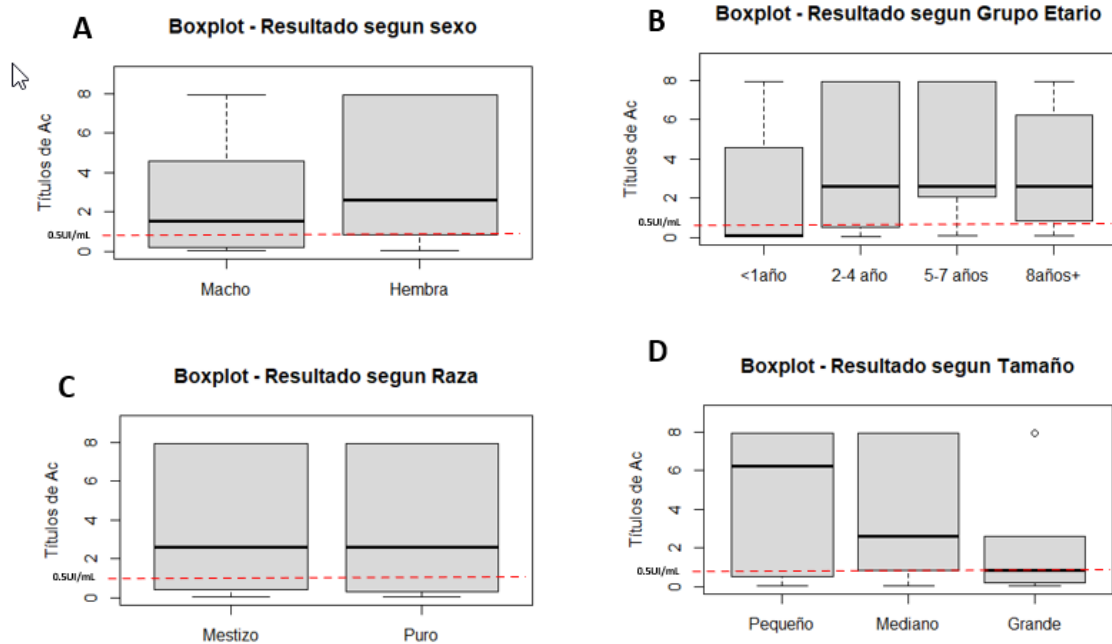 A
Boxplot - Resultado segun sexo
Títulos de Ac
8
6
4
2
0
0.5UI/mL
Macho
Hembra
B
Boxplot - Resultado segun Grupo Etario
Títulos de Ac
8
6
4
2
0
0.5UI/mL
<1año
2-4 año
5-7 años
8años+
C
Boxplot - Resultado segun Raza
Títulos de Ac
8
6
4
2
0
0.5UI/mL
Mestizo
Puro
D
Boxplot - Resultado segun Tamaño
Títulos de Ac
8
6
4
2
0
0.5UI/mL
Pequeño
Mediano
Grande